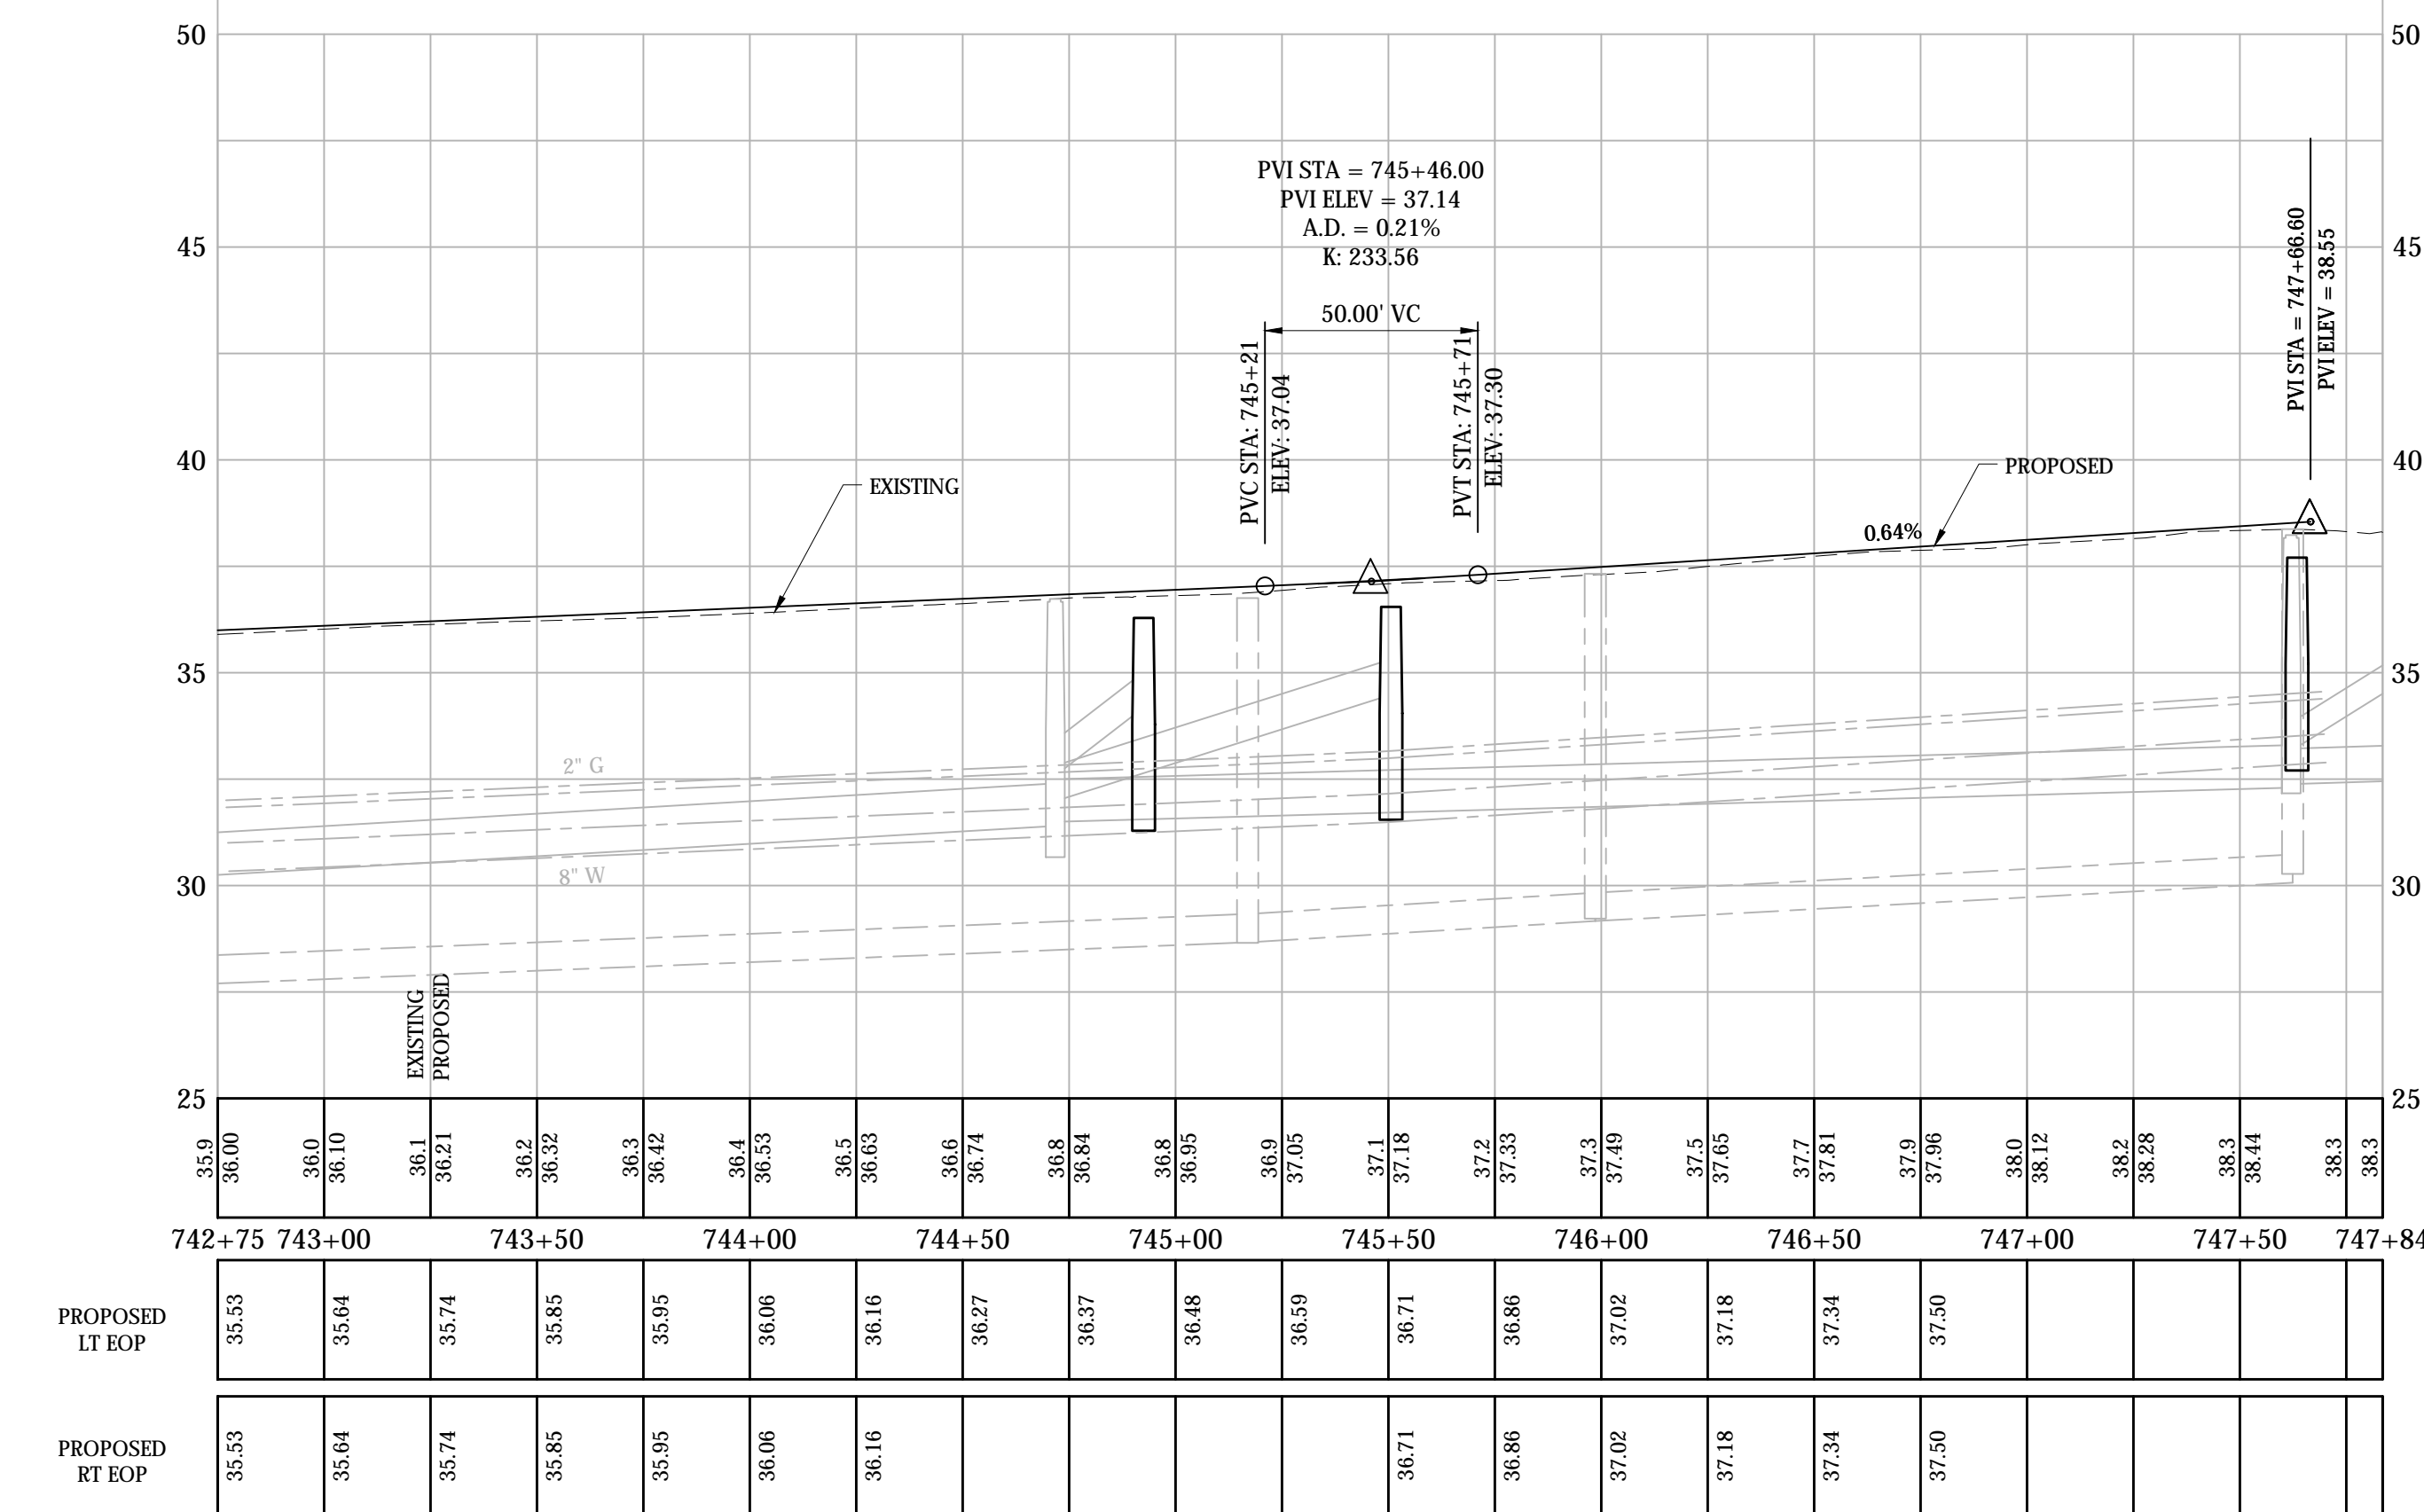 50
50
PVI STA = 745+46.00
PVI ELEV = 37.14
A.D. = 0.21%
K: 233.56
50.00' VC
PVC STA: 745+21
ELEV: 37.04
PVT STA: 745+71
ELEV: 37.30
PVI STA = 747+66.60
PVI ELEV = 38.55
45
45
40
40
EXISTING
PROPOSED
0.64%
35
35
2" G
8" W
30
30
EXISTING
PROPOSED
25
25
35.9 36.0 36.1 36.2 36.3 36.4 36.5 36.6 36.8 36.8 36.9 37.1 37.2 37.3 37.5 37.7 37.9 38.0 38.2 38.3 38.3 38.3
36.00 36.10 36.21 36.32 36.42 36.53 36.63 36.74 36.84 36.95 37.05 37.18 37.33 37.49 37.65 37.81 37.96 38.12 38.28 38.44
742+75 743+00 743+50 744+00 744+50 745+00 745+50 746+00 746+50 747+00 747+50 747+84
PROPOSED
LT EOP
35.53 35.64 35.74 35.85 35.95 36.06 36.16 36.27 36.37 36.48 36.59 36.71 36.86 37.02 37.18 37.34 37.50
PROPOSED
RT EOP
35.53 35.64 35.74 35.85 35.95 36.06 36.16 36.71 36.86 37.02 37.18 37.34 37.50